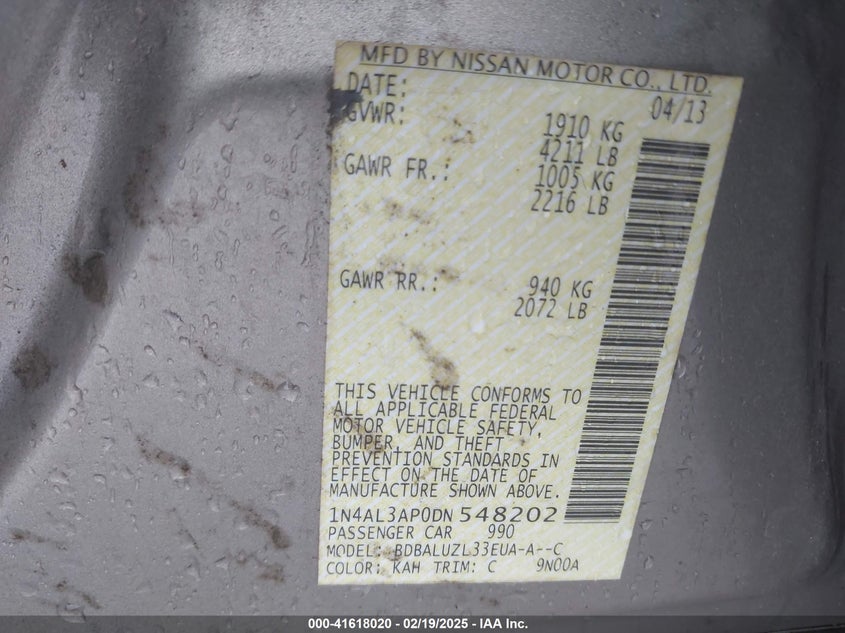 MFD BY NISSAN MOTOR CO., LTD.
DATE: 04/13
GVWR: 1910 KG
4211 LB
GAWR FR.: 1005 KG
2216 LB
GAWR RR.: 940 KG
2072 LB
THIS VEHICLE CONFORMS TO
ALL APPLICABLE FEDERAL
MOTOR VEHICLE SAFETY,
BUMPER, AND THEFT
PREVENTION STANDARDS IN
EFFECT ON THE DATE OF
MANUFACTURE SHOWN ABOVE.
1N4AL3AP0DN548202
PASSENGER CAR 990
MODEL: BDBALUZL33EUA-A--C
COLOR: KAH TRIM: C 9N00A
000-41618020 - 02/19/2025 - IAA Inc.